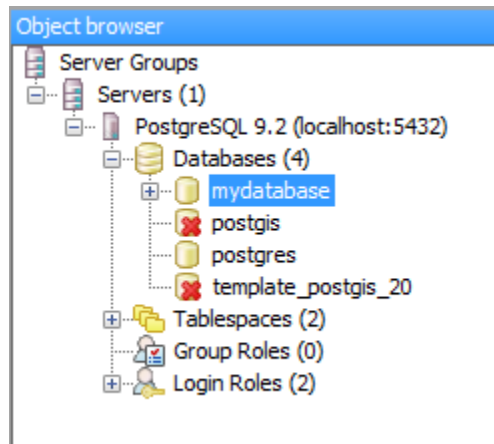 Object browser
Server Groups
Servers (1)
PostgreSQL 9.2 (localhost:5432)
Databases (4)
mydatabase
postgis
postgres
template_postgis_20
Tablespaces (2)
Group Roles (0)
Login Roles (2)